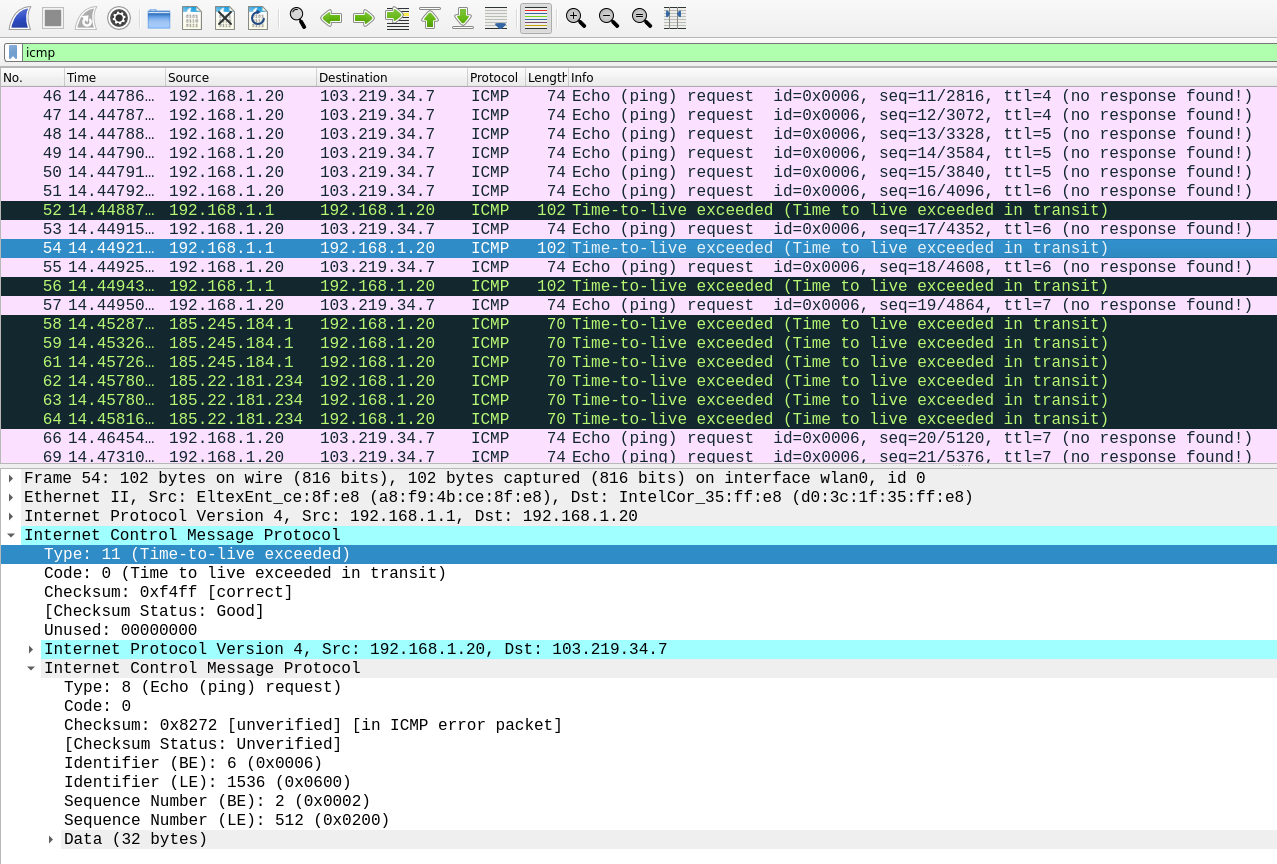 icmp
No. Time Source Destination Protocol Length Info
46 14.44786… 192.168.1.20 103.219.34.7 ICMP 74 Echo (ping) request id=0x0006, seq=11/2816, ttl=4 (no response found!)
47 14.44787… 192.168.1.20 103.219.34.7 ICMP 74 Echo (ping) request id=0x0006, seq=12/3072, ttl=4 (no response found!)
48 14.44788… 192.168.1.20 103.219.34.7 ICMP 74 Echo (ping) request id=0x0006, seq=13/3328, ttl=5 (no response found!)
49 14.44790… 192.168.1.20 103.219.34.7 ICMP 74 Echo (ping) request id=0x0006, seq=14/3584, ttl=5 (no response found!)
50 14.44791… 192.168.1.20 103.219.34.7 ICMP 74 Echo (ping) request id=0x0006, seq=15/3840, ttl=5 (no response found!)
51 14.44792… 192.168.1.20 103.219.34.7 ICMP 74 Echo (ping) request id=0x0006, seq=16/4096, ttl=6 (no response found!)
52 14.44887… 192.168.1.1 192.168.1.20 ICMP 102 Time-to-live exceeded (Time to live exceeded in transit)
53 14.44915… 192.168.1.20 103.219.34.7 ICMP 74 Echo (ping) request id=0x0006, seq=17/4352, ttl=6 (no response found!)
54 14.44921… 192.168.1.1 192.168.1.20 ICMP 102 Time-to-live exceeded (Time to live exceeded in transit)
55 14.44925… 192.168.1.20 103.219.34.7 ICMP 74 Echo (ping) request id=0x0006, seq=18/4608, ttl=6 (no response found!)
56 14.44943… 192.168.1.1 192.168.1.20 ICMP 102 Time-to-live exceeded (Time to live exceeded in transit)
57 14.44950… 192.168.1.20 103.219.34.7 ICMP 74 Echo (ping) request id=0x0006, seq=19/4864, ttl=7 (no response found!)
58 14.45287… 185.245.184.1 192.168.1.20 ICMP 70 Time-to-live exceeded (Time to live exceeded in transit)
59 14.45326… 185.245.184.1 192.168.1.20 ICMP 70 Time-to-live exceeded (Time to live exceeded in transit)
61 14.45726… 185.245.184.1 192.168.1.20 ICMP 70 Time-to-live exceeded (Time to live exceeded in transit)
62 14.45780… 185.22.181.234 192.168.1.20 ICMP 70 Time-to-live exceeded (Time to live exceeded in transit)
63 14.45780… 185.22.181.234 192.168.1.20 ICMP 70 Time-to-live exceeded (Time to live exceeded in transit)
64 14.45816… 185.22.181.234 192.168.1.20 ICMP 70 Time-to-live exceeded (Time to live exceeded in transit)
66 14.46454… 192.168.1.20 103.219.34.7 ICMP 74 Echo (ping) request id=0x0006, seq=20/5120, ttl=7 (no response found!)
69 14.47310… 192.168.1.20 103.219.34.7 ICMP 74 Echo (ping) request id=0x0006, seq=21/5376, ttl=7 (no response found!)
Frame 54: 102 bytes on wire (816 bits), 102 bytes captured (816 bits) on interface wlan0, id 0
Ethernet II, Src: EltexEnt_ce:8f:e8 (a8:f9:4b:ce:8f:e8), Dst: IntelCor_35:ff:e8 (d0:3c:1f:35:ff:e8)
Internet Protocol Version 4, Src: 192.168.1.1, Dst: 192.168.1.20
Internet Control Message Protocol
Type: 11 (Time-to-live exceeded)
Code: 0 (Time to live exceeded in transit)
Checksum: 0xf4ff [correct]
[Checksum Status: Good]
Unused: 00000000
Internet Protocol Version 4, Src: 192.168.1.20, Dst: 103.219.34.7
Internet Control Message Protocol
Type: 8 (Echo (ping) request)
Code: 0
Checksum: 0x8272 [unverified] [in ICMP error packet]
[Checksum Status: Unverified]
Identifier (BE): 6 (0x0006)
Identifier (LE): 1536 (0x0600)
Sequence Number (BE): 2 (0x0002)
Sequence Number (LE): 512 (0x0200)
Data (32 bytes)